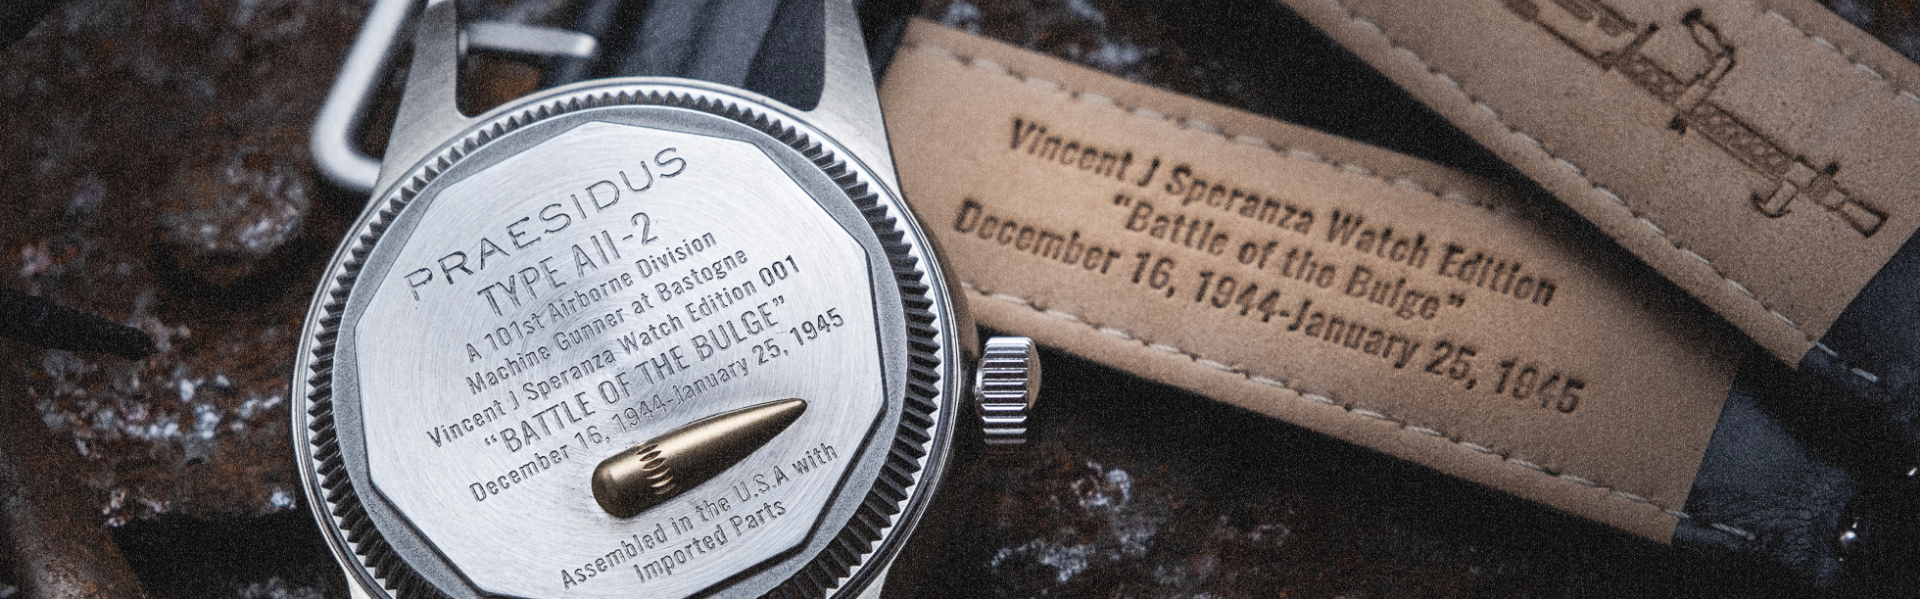 PRAESIDUS
TYPE A11-2
A 101st Airborne Division
Machine Gunner at Bastogne
Vincent J Speranza Watch Edition 001
“BATTLE OF THE BULGE”
December 16, 1944-January 25, 1945
Assembled in the U.S.A with
Imported Parts
Vincent J Speranza Watch Edition
“Battle of the Bulge”
December 16, 1944-January 25, 1945